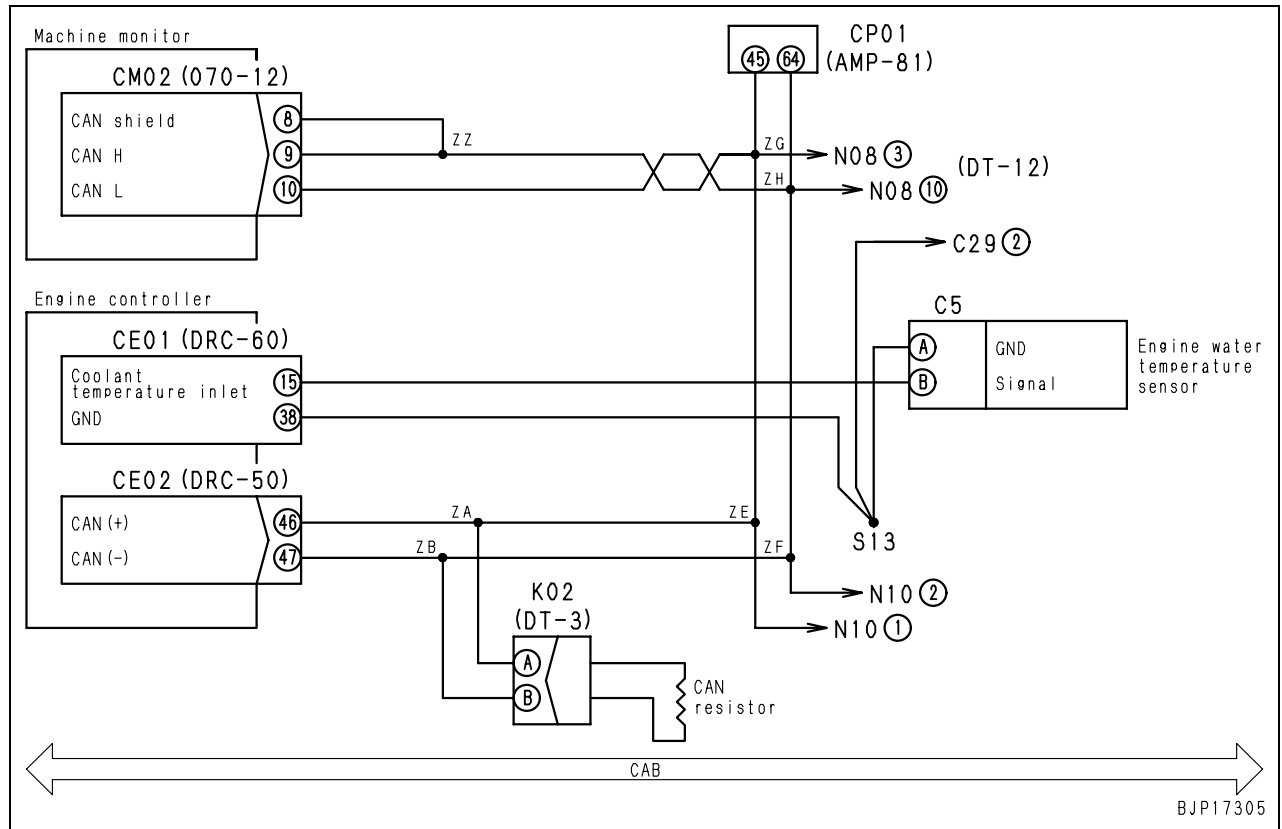 Machine monitor
CM02 (070-12)
CAN shield
8
CAN H
9
CAN L
10
ZZ
CP01
(AMP-81)
45
64
ZG
N08 3
(DT-12)
ZH
N08 10
C29 2
Engine controller
CE01 (DRC-60)
Coolant
temperature inlet
15
GND
38
C5
A
GND
B
Signal
Engine water
temperature
sensor
CE02 (DRC-50)
CAN (+)
46
CAN (-)
47
ZA
ZB
ZE
ZF
S13
N10 2
N10 1
K02
(DT-3)
A
B
CAN
resistor
CAB
BJP17305